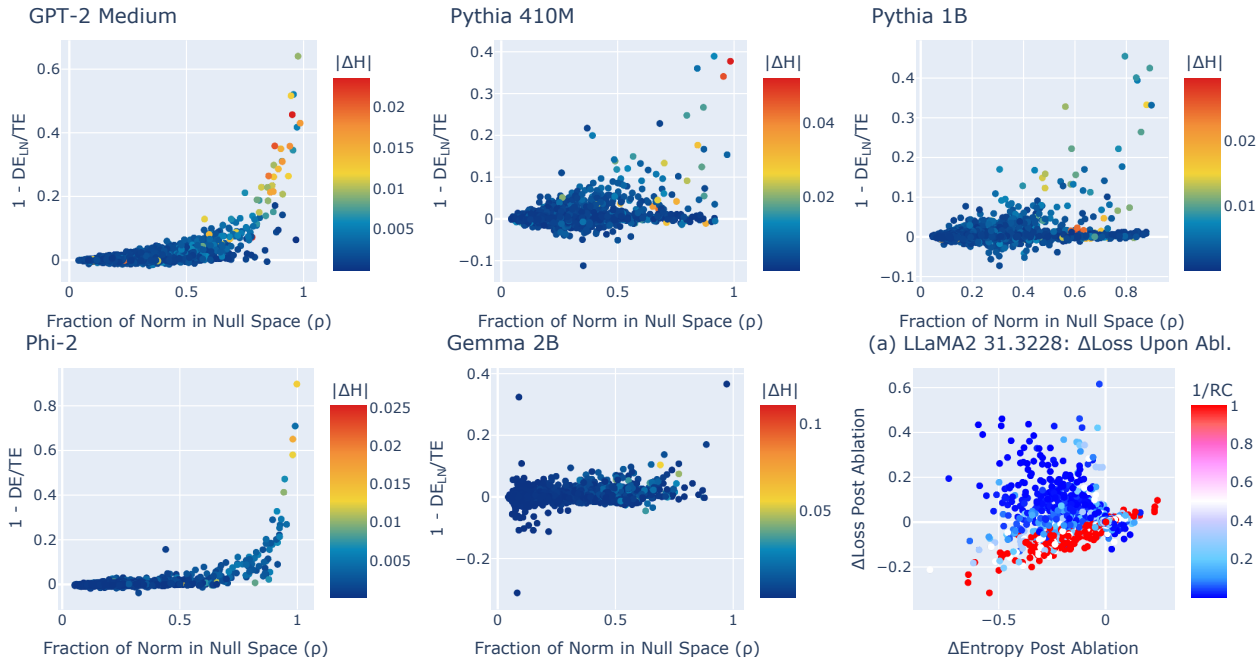 GPT-2 Medium
1 - DE_LN/TE
0.6
0.4
0.2
0
0
0.5
1
Fraction of Norm in Null Space (ρ)
|ΔH|
0.02
0.015
0.01
0.005
Pythia 410M
1 - DE_LN/TE
0.4
0.3
0.2
0.1
0
−0.1
0
0.5
1
Fraction of Norm in Null Space (ρ)
|ΔH|
0.04
0.02
Pythia 1B
1 - DE_LN/TE
0.4
0.3
0.2
0.1
0
−0.1
0
0.2
0.4
0.6
0.8
Fraction of Norm in Null Space (ρ)
|ΔH|
0.02
0.01
Phi-2
1 - DE/TE
0.8
0.6
0.4
0.2
0
0
0.5
1
Fraction of Norm in Null Space (ρ)
|ΔH|
0.025
0.02
0.015
0.01
0.005
Gemma 2B
1 - DE_LN/TE
0.4
0.2
0
−0.2
0
0.5
1
Fraction of Norm in Null Space (ρ)
|ΔH|
0.1
0.05
(a) LLaMA2 31.3228: ΔLoss Upon Abl.
ΔLoss Post Ablation
0.6
0.4
0.2
0
−0.2
−0.5
0
ΔEntropy Post Ablation
1/RC
1
0.8
0.6
0.4
0.2